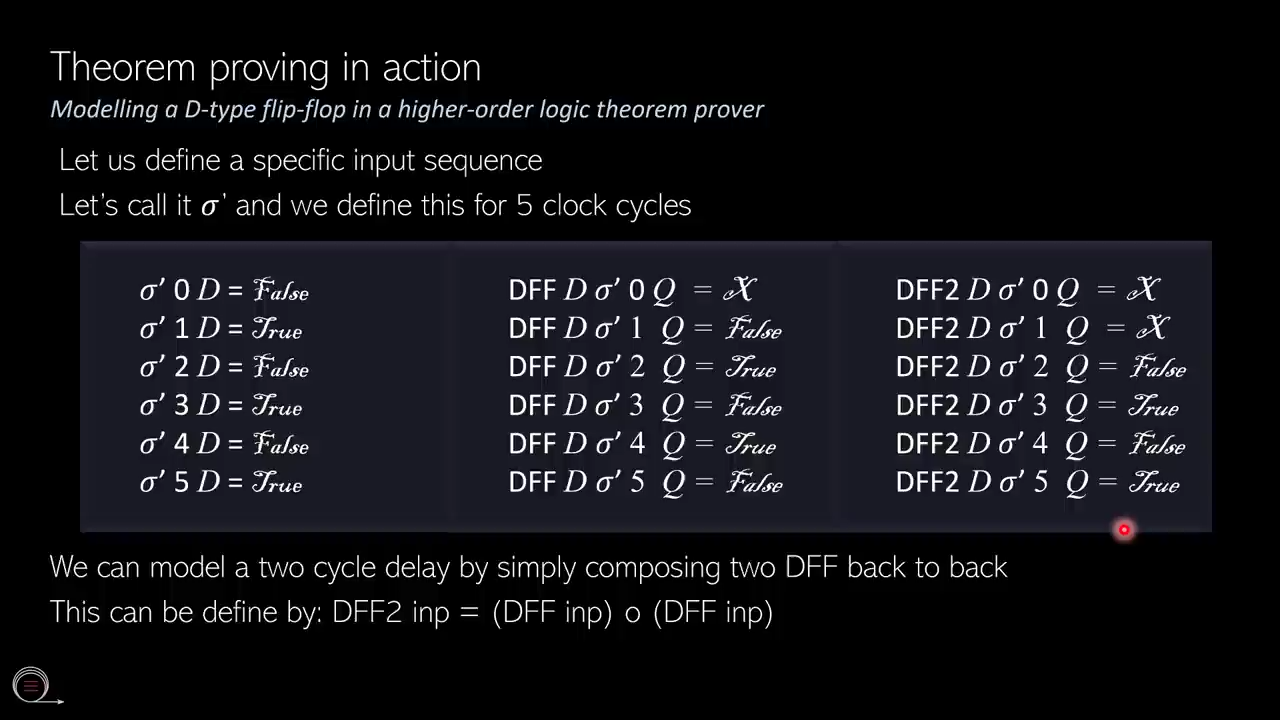 Theorem proving in action
Modelling a D-type flip-flop in a higher-order logic theorem prover
Let us define a specific input sequence
Let's call it σ' and we define this for 5 clock cycles
σ' 0 D = False
σ' 1 D = True
σ' 2 D = False
σ' 3 D = True
σ' 4 D = False
σ' 5 D = True
DFF D σ' 0 Q = X
DFF D σ' 1 Q = False
DFF D σ' 2 Q = True
DFF D σ' 3 Q = False
DFF D σ' 4 Q = True
DFF D σ' 5 Q = False
DFF2 D σ' 0 Q = X
DFF2 D σ' 1 Q = X
DFF2 D σ' 2 Q = False
DFF2 D σ' 3 Q = True
DFF2 D σ' 4 Q = False
DFF2 D σ' 5 Q = True
We can model a two cycle delay by simply composing two DFF back to back
This can be define by: DFF2 inp = (DFF inp) o (DFF inp)